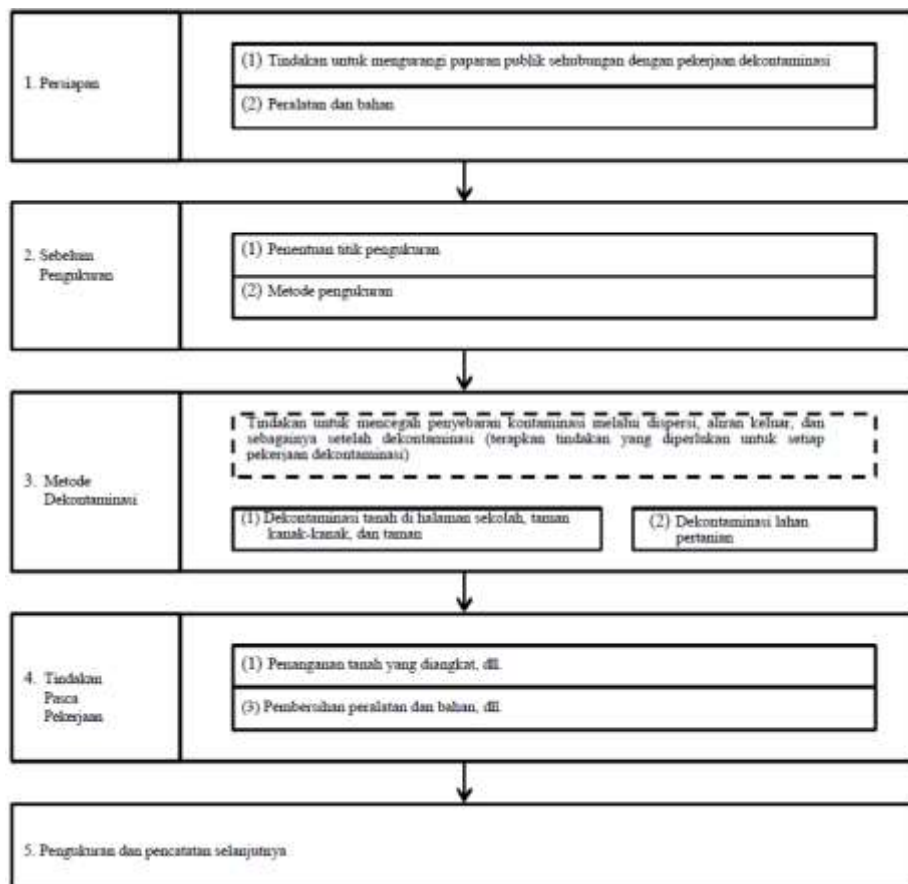 1. Persiapan
(1) Tindakan untuk mengurangi paparan publik sehubungan dengan pekerjaan dekontaminasi
(2) Peralatan dan bahan
2. Sebelum
Pengukuran
(1) Penentuan titik pengukuran
(2) Metode pengukuran
3. Metode
Dekontaminasi
Tindakan untuk mencegah penyebaran kontaminasi melalui dispersi, aliran keluar, dan
sebagainya setelah dekontaminasi (terapkan tindakan yang diperlukan untuk setiap
pekerjaan dekontaminasi)
(1) Dekontaminasi tanah di halaman sekolah, taman
kanak-kanak, dan taman
(2) Dekontaminasi lahan
pertanian
4. Tindakan
Pasca
Pekerjaan
(1) Penanganan tanah yang diangkat, dll.
(3) Pembersihan peralatan dan bahan, dll
5. Pengukuran dan pencatatan selanjutnya